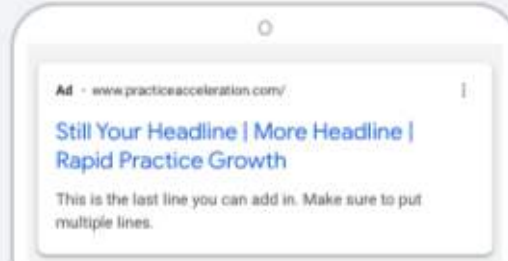 Ad · www.practiceacceleration.com/
Still Your Headline | More Headline |
Rapid Practice Growth
This is the last line you can add in. Make sure to put
multiple lines.